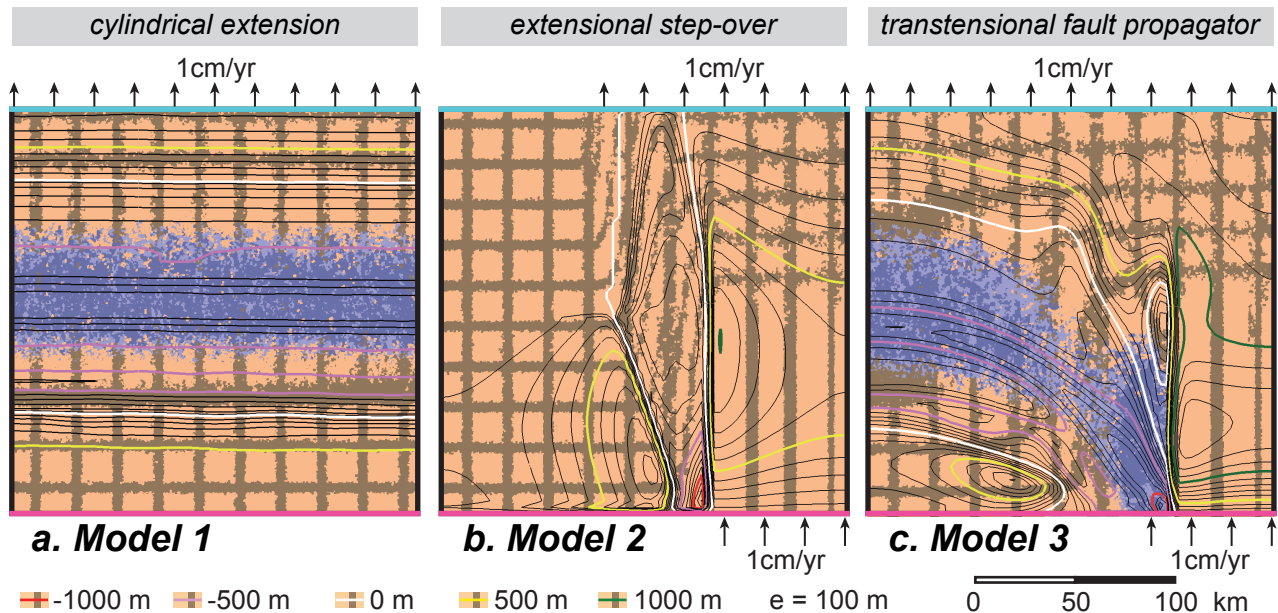 cylindrical extension
extensional step-over
transtensional fault propagator
1cm/yr
1cm/yr
1cm/yr
a. Model 1
b. Model 2
c. Model 3
1cm/yr
1cm/yr
-1000 m
-500 m
0 m
500 m
1000 m
e = 100 m
0
50
100 km